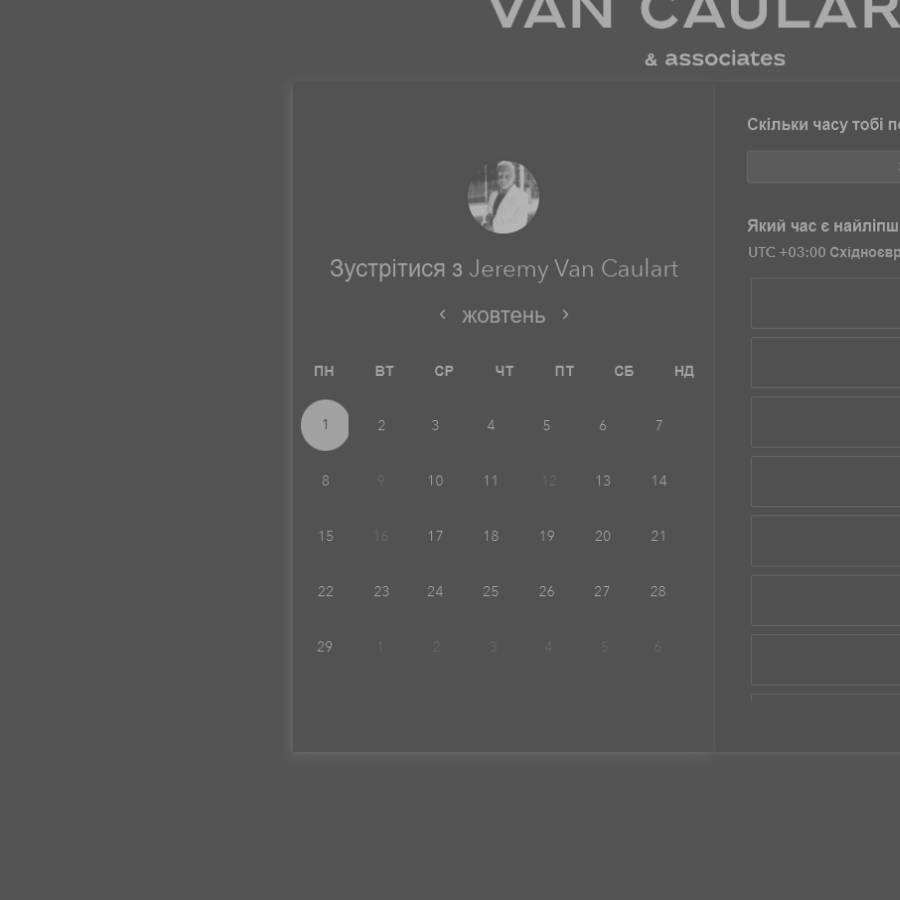 VAN CAULAR
& associates
Скільки часу тобі
Зустрітися з Jeremy Van Caulart
Який час є найліпш
UTC +03:00 Східноєвр
‹ жовтень ›
ПН ВТ СР ЧТ ПТ СБ НД
1 2 3 4 5 6 7
8 9 10 11 12 13 14
15 16 17 18 19 20 21
22 23 24 25 26 27 28
29 1 2 3 4 5 6